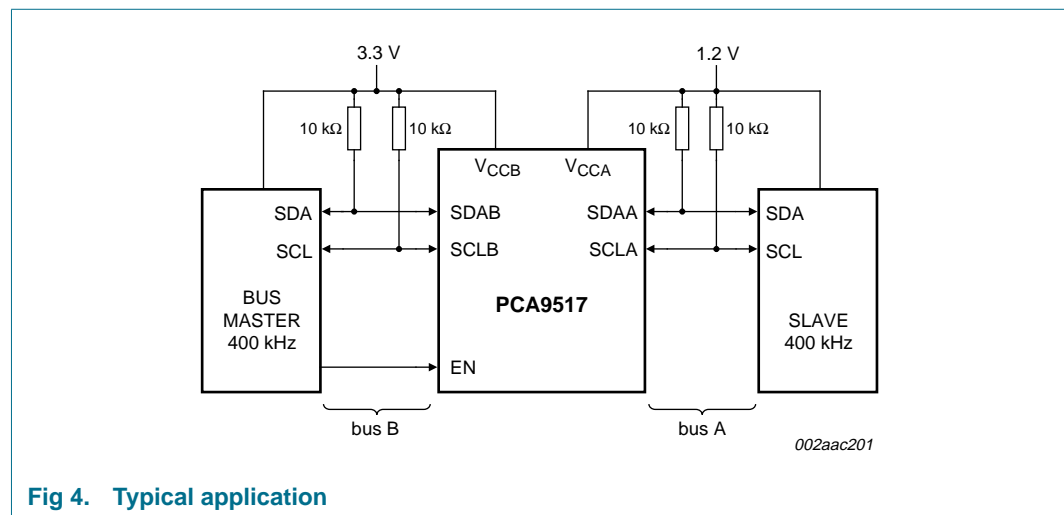 3.3 V
1.2 V
10 kΩ
10 kΩ
10 kΩ
10 kΩ
VCCB
VCCA
SDA
SDAB
SDAA
SDA
SCL
SCLB
SCLA
SCL
PCA9517
BUS
MASTER
400 kHz
SLAVE
400 kHz
EN
bus B
bus A
002aac201
Fig 4. Typical application